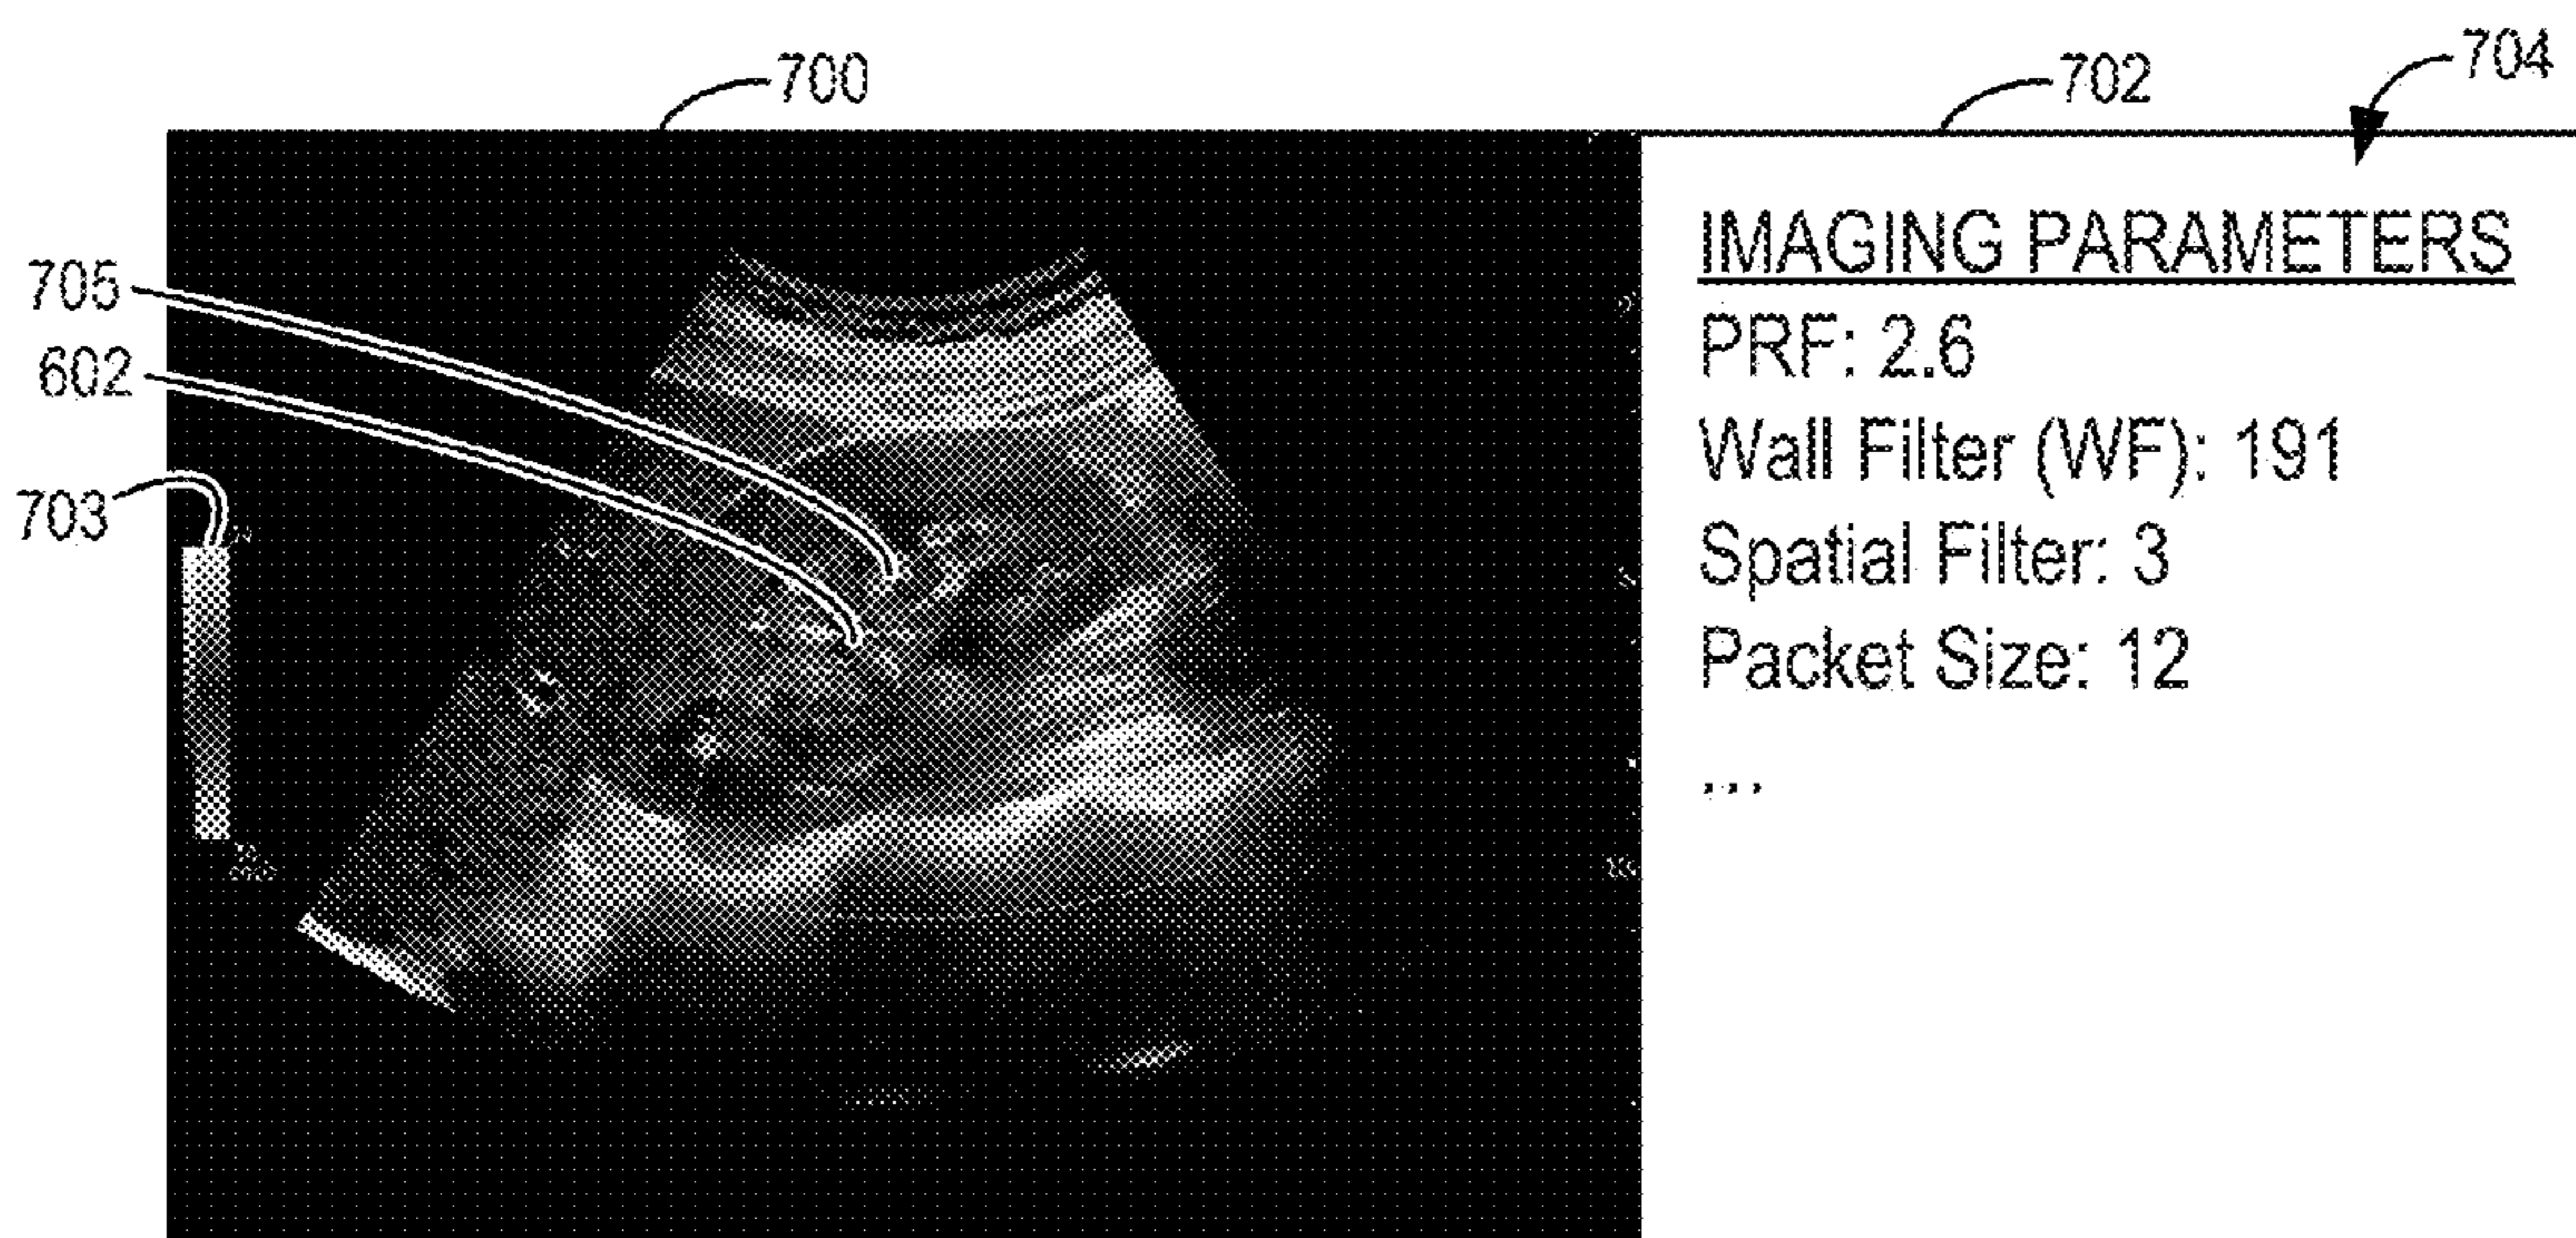 700
702
704
705
602
703
IMAGING PARAMETERS
PRF: 2.6
Wall Filter (WF): 191
Spatial Filter: 3
Packet Size: 12
...